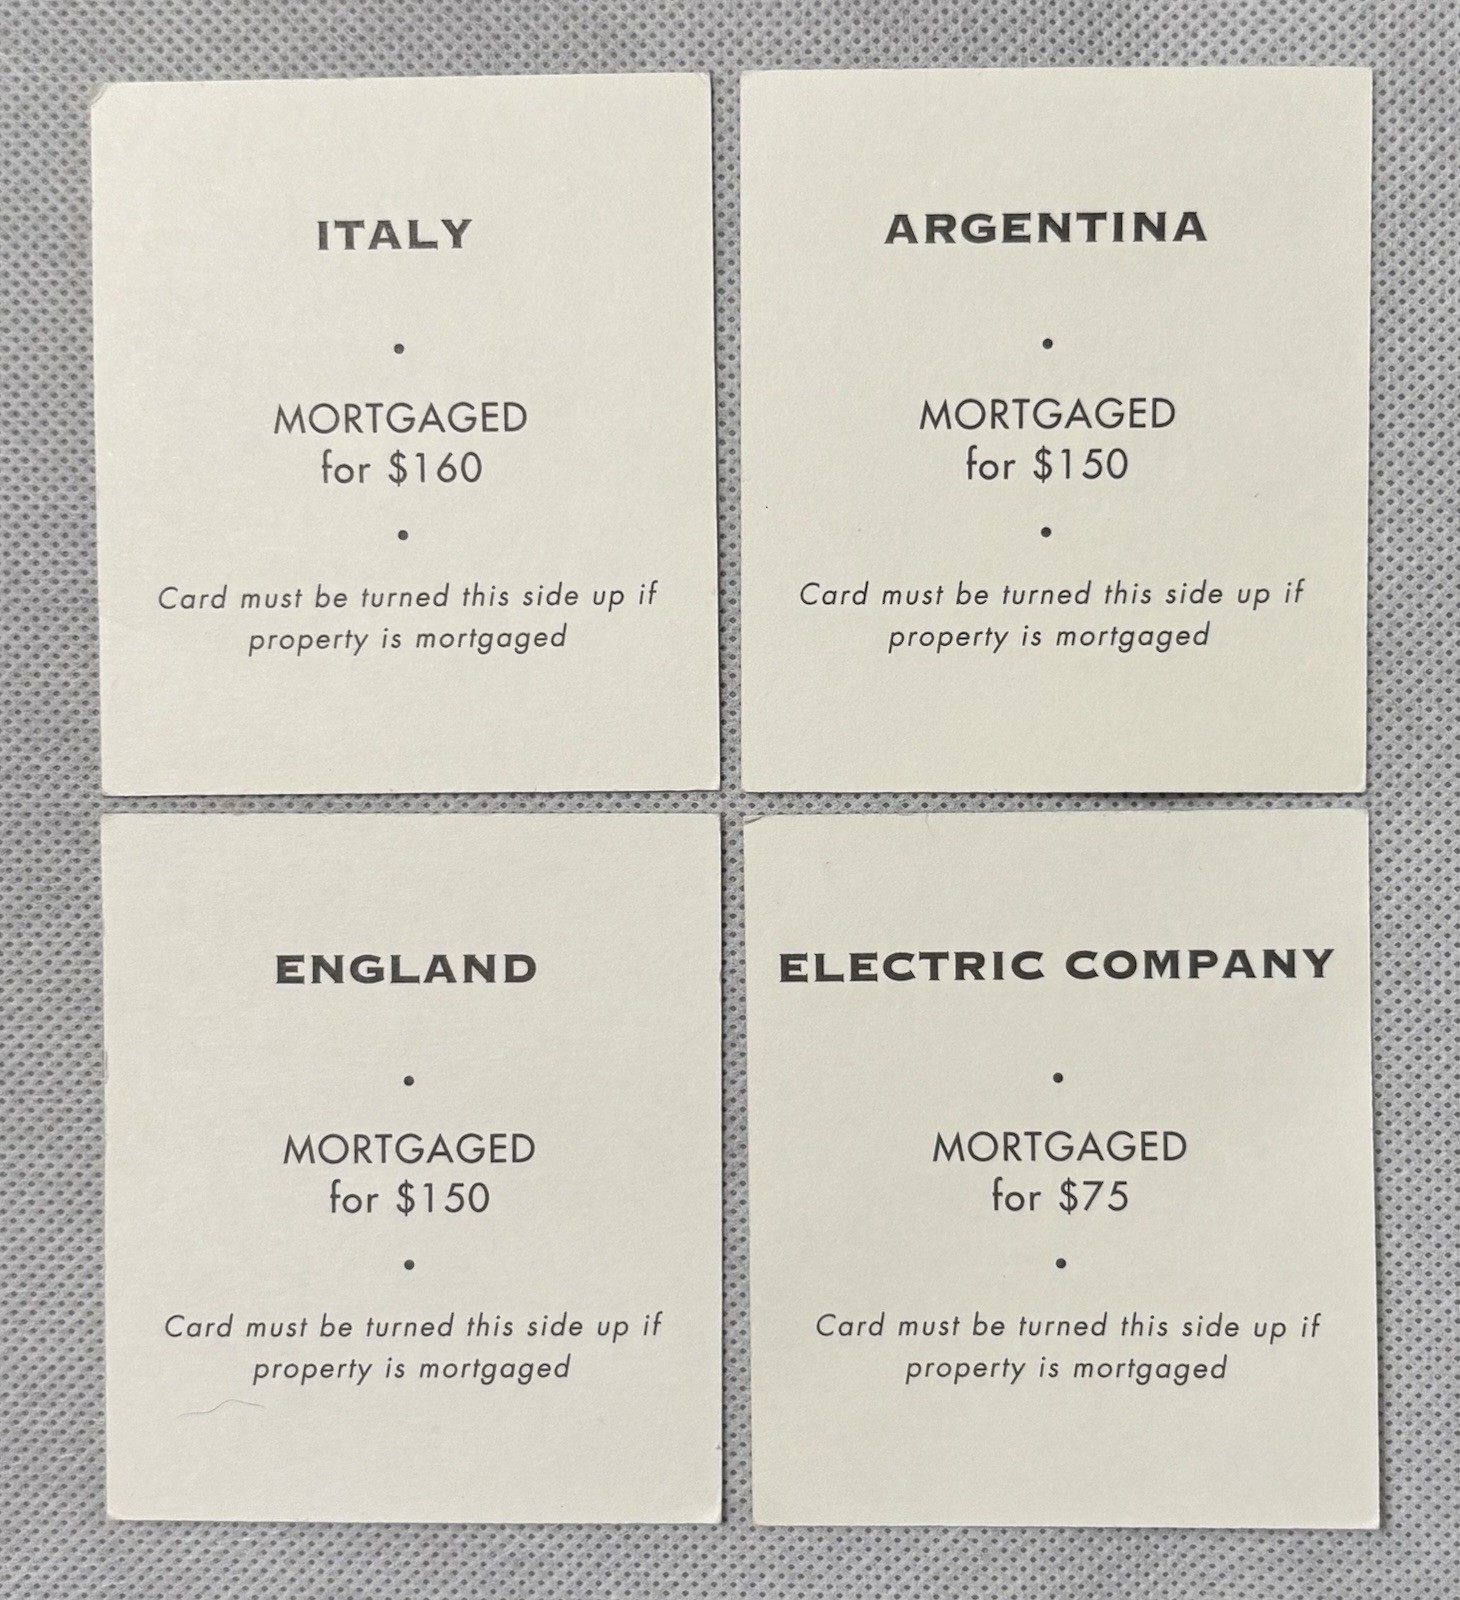 ITALY
MORTGAGED
for $160
Card must be turned this side up if
property is mortgaged
ARGENTINA
MORTGAGED
for $150
Card must be turned this side up if
property is mortgaged
ENGLAND
MORTGAGED
for $150
Card must be turned this side up if
property is mortgaged
ELECTRIC COMPANY
MORTGAGED
for $75
Card must be turned this side up if
property is mortgaged